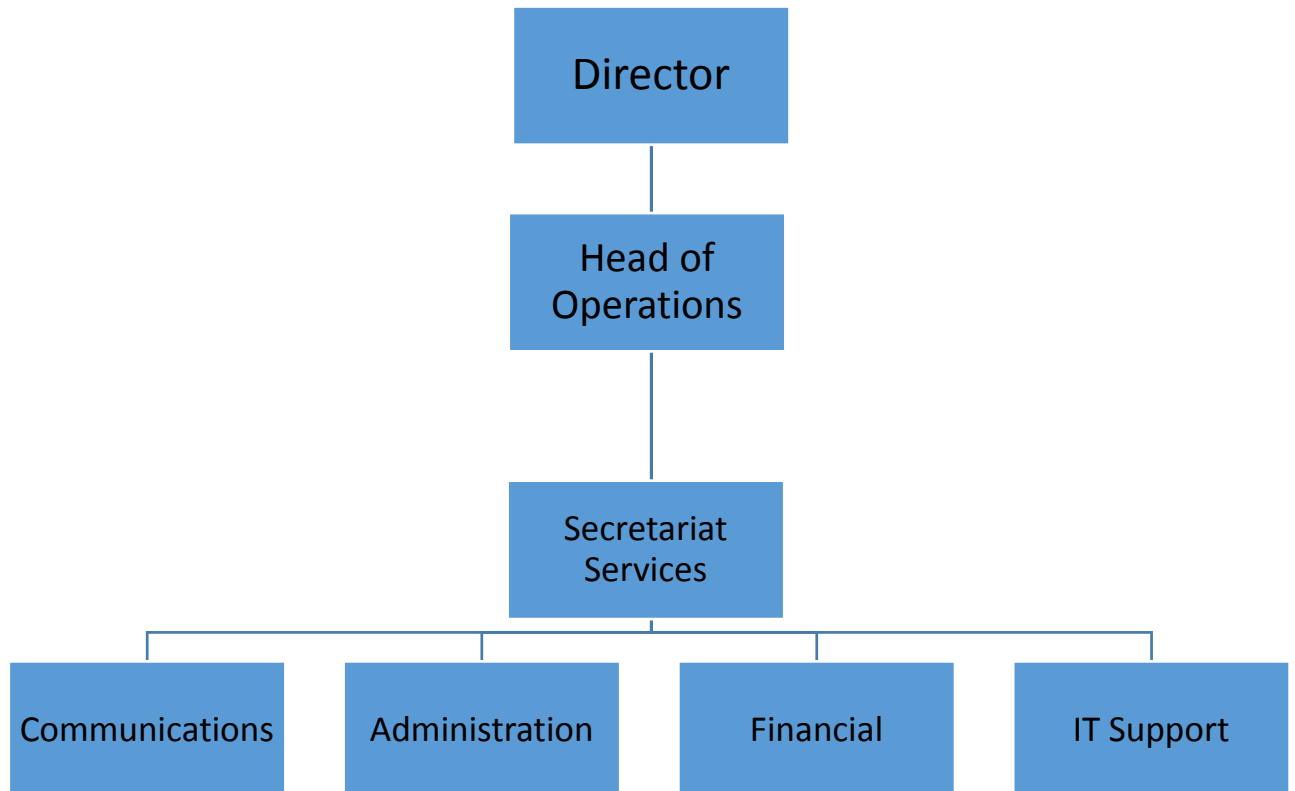 Director
Head of
Operations
Secretariat
Services
Communications
Administration
Financial
IT Support